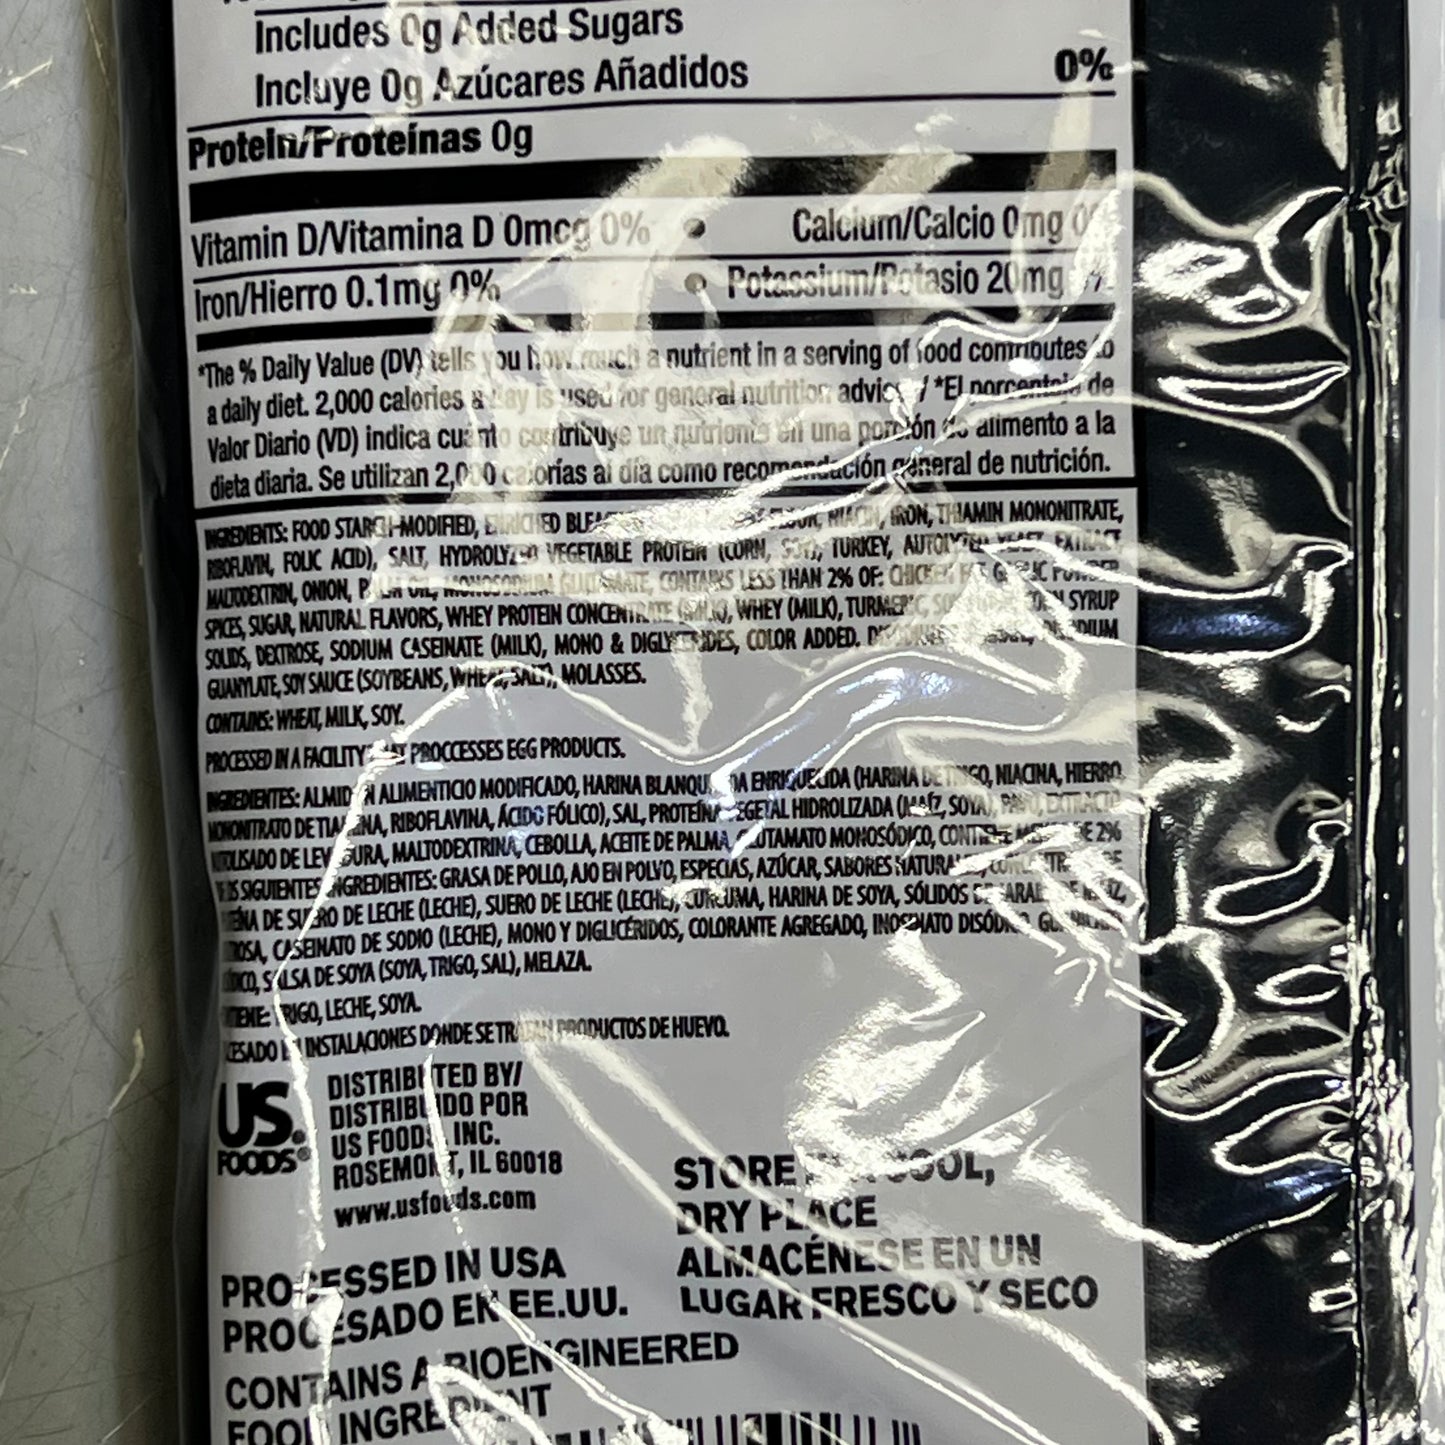 Includes 0g Added Sugars
Incluye 0g Azúcares Añadidos 0%
Protein/Proteínas 0g
Vitamin D/Vitamina D 0mcg 0% • Calcium/Calcio 0mg 0%
Iron/Hierro 0.1mg 0% • Potassium/Potasio 20mg
*The % Daily Value (DV) tells you how much a nutrient in a serving of food contributes to
a daily diet. 2,000 calories a day is used for general nutrition advice. / *El porcentaje de
Valor Diario (VD) indica cuánto contribuye un nutriente en una porción de alimento a la
dieta diaria. Se utilizan 2,000 calorías al día como recomendación general de nutrición.
INGREDIENTS: FOOD STARCH-MODIFIED, ENRICHED FLOUR, NIACIN, IRON, THIAMIN MONONITRATE,
RIBOFLAVIN, FOLIC ACID), SALT, HYDROLYZED VEGETABLE PROTEIN (CORN, SOY), TURKEY, AUTOLYZED YEAST EXTRACT
MALTODEXTRIN, ONION, PALM OIL, MONOSODIUM GLUTAMATE, CONTAINS LESS THAN 2% OF: CHICKEN FAT, GARLIC POWDER
SPICES, SUGAR, NATURAL FLAVORS, WHEY PROTEIN CONCENTRATE (MILK), WHEY (MILK), TURMERIC, CORN SYRUP
SOLIDS, DEXTROSE, SODIUM CASEINATE (MILK), MONO & DIGLYCERIDES, COLOR ADDED, DISODIUM
GUANYLATE, SOY SAUCE (SOYBEANS, WHEAT, SALT), MOLASSES.
CONTAINS: WHEAT, MILK, SOY.
PROCESSED IN A FACILITY THAT PROCCESSES EGG PRODUCTS.
INGREDIENTES: ALMIDÓN ALIMENTICIO MODIFICADO, HARINA BLANQUEADA ENRIQUECIDA (HARINA DE TRIGO, NIACINA, HIERRO,
MONONITRATO DE TIAMINA, RIBOFLAVINA, ÁCIDO FÓLICO), SAL, PROTEÍNA VEGETAL HIDROLIZADA (MAÍZ, SOYA), PAVO, EXTRACTO
DE LEVADURA, MALTODEXTRINA, CEBOLLA, ACEITE DE PALMA, GLUTAMATO MONOSÓDICO, CONTIENE MENOS DE 2%
SIGUIENTES INGREDIENTES: GRASA DE POLLO, AJO EN POLVO, ESPECIAS, AZÚCAR, SABORES NATURALES,
DE SUERO DE LECHE (LECHE), SUERO DE LECHE (LECHE), CÚRCUMA, HARINA DE SOYA, SÓLIDOS DE JARABE DE MAÍZ,
CASEINATO DE SODIO (LECHE), MONO Y DIGLICÉRIDOS, COLORANTE AGREGADO, INOSINATO DISÓDICO,
SALSA DE SOYA (SOYA, TRIGO, SAL), MELAZA.
TRIGO, LECHE, SOYA.
INSTALACIONES DONDE SE TRATAN PRODUCTOS DE HUEVO.
US.
FOODS®
DISTRIBUTED BY/
DISTRIBUIDO POR
US FOODS, INC.
ROSEMONT, IL 60018
www.usfoods.com
STORE IN A COOL,
DRY PLACE
ALMACÉNESE EN UN
LUGAR FRESCO Y SECO
PROCESSED IN USA
PROCESADO EN EE.UU.
CONTAINS A BIOENGINEERED
FOOD INGREDIENT